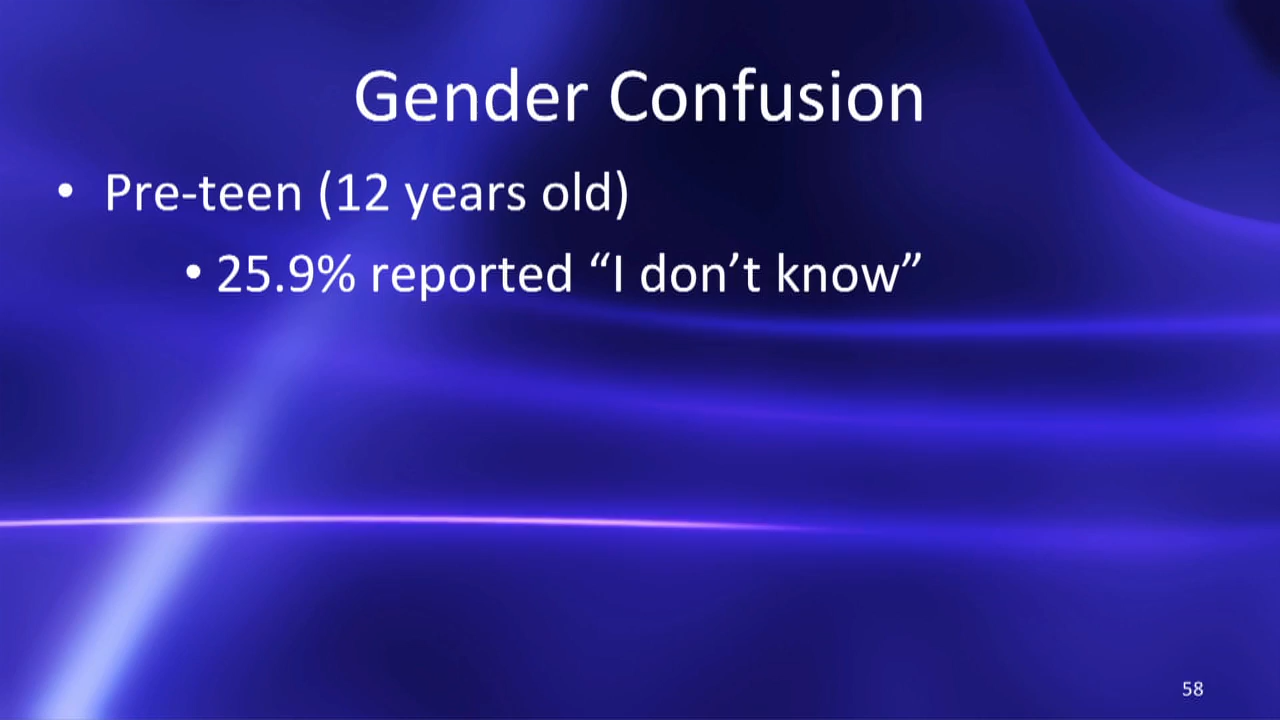 Gender Confusion
• Pre-teen (12 years old)
• 25.9% reported “I don’t know”
58